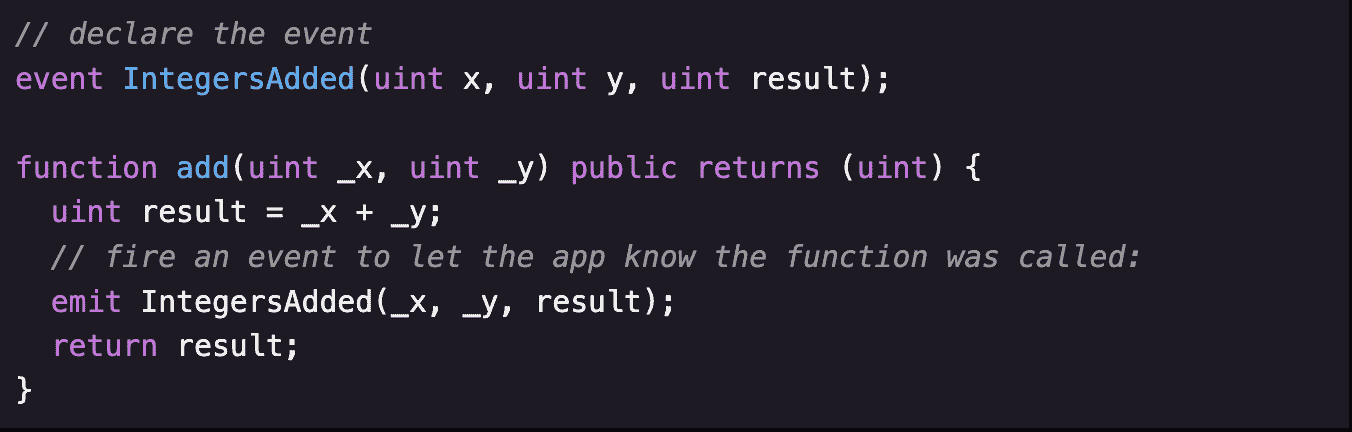 // declare the event
event IntegersAdded(uint x, uint y, uint result);

function add(uint _x, uint _y) public returns (uint) {
  uint result = _x + _y;
  // fire an event to let the app know the function was called:
  emit IntegersAdded(_x, _y, result);
  return result;
}